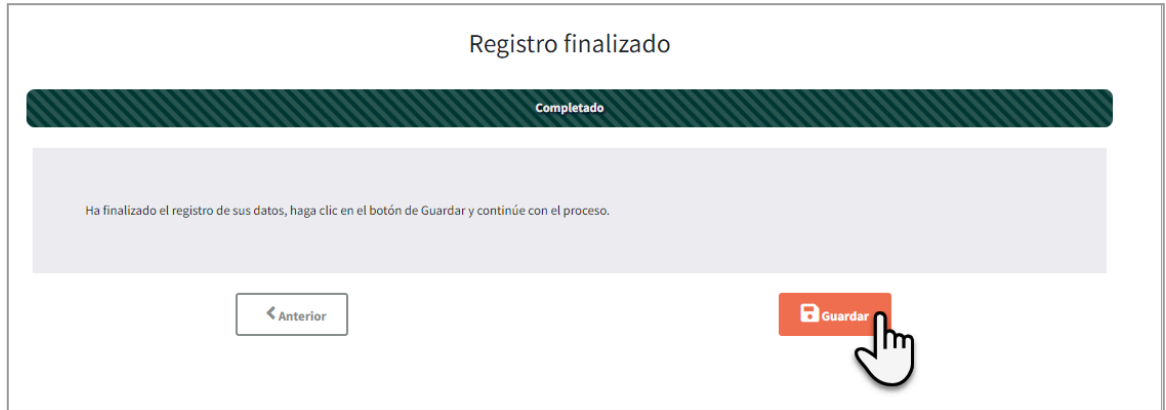 Registro finalizado
Completado
Ha finalizado el registro de sus datos, haga clic en el botón de Guardar y continúe con el proceso.
Anterior
Guardar